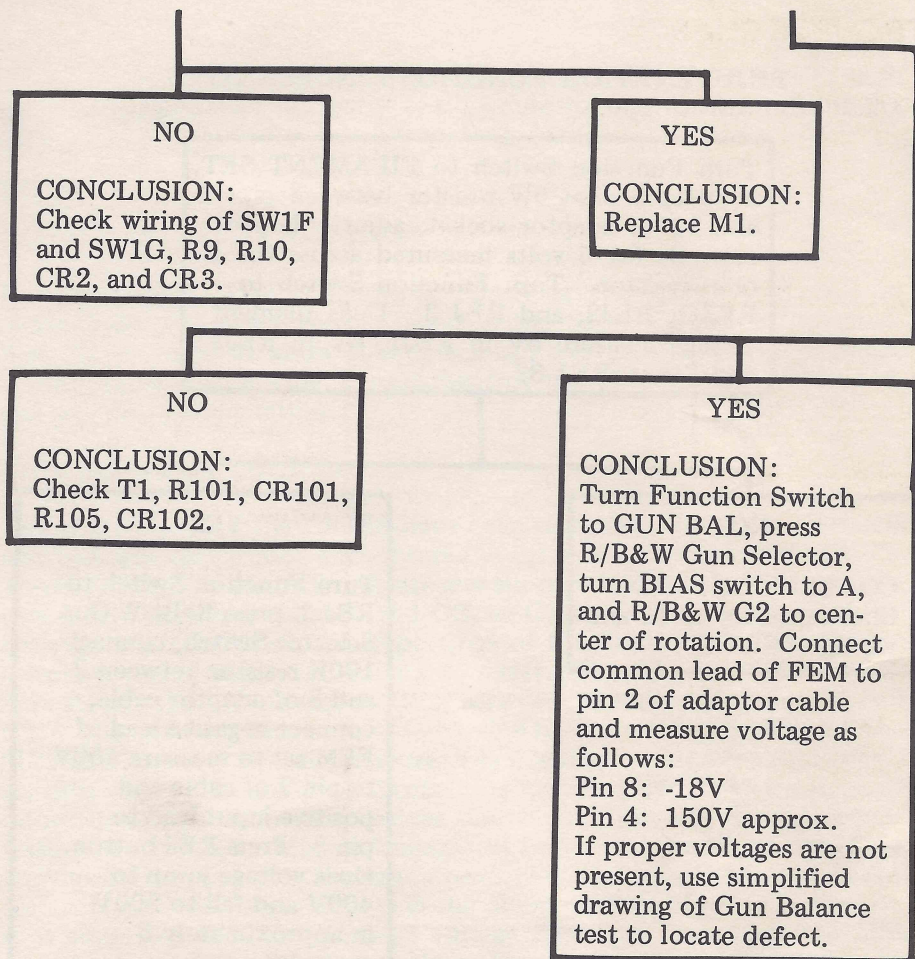 NO
CONCLUSION:
Check wiring of SW1F
and SW1G, R9, R10,
CR2, and CR3.
YES
CONCLUSION:
Replace M1.
NO
CONCLUSION:
Check T1, R101, CR101,
R105, CR102.
YES
CONCLUSION:
Turn Function Switch
to GUN BAL, press
R/B&W Gun Selector,
turn BIAS switch to A,
and R/B&W G2 to cen-
ter of rotation. Connect
common lead of FEM to
pin 2 of adaptor cable
and measure voltage as
follows:
Pin 8: -18V
Pin 4: 150V approx.
If proper voltages are not
present, use simplified
drawing of Gun Balance
test to locate defect.